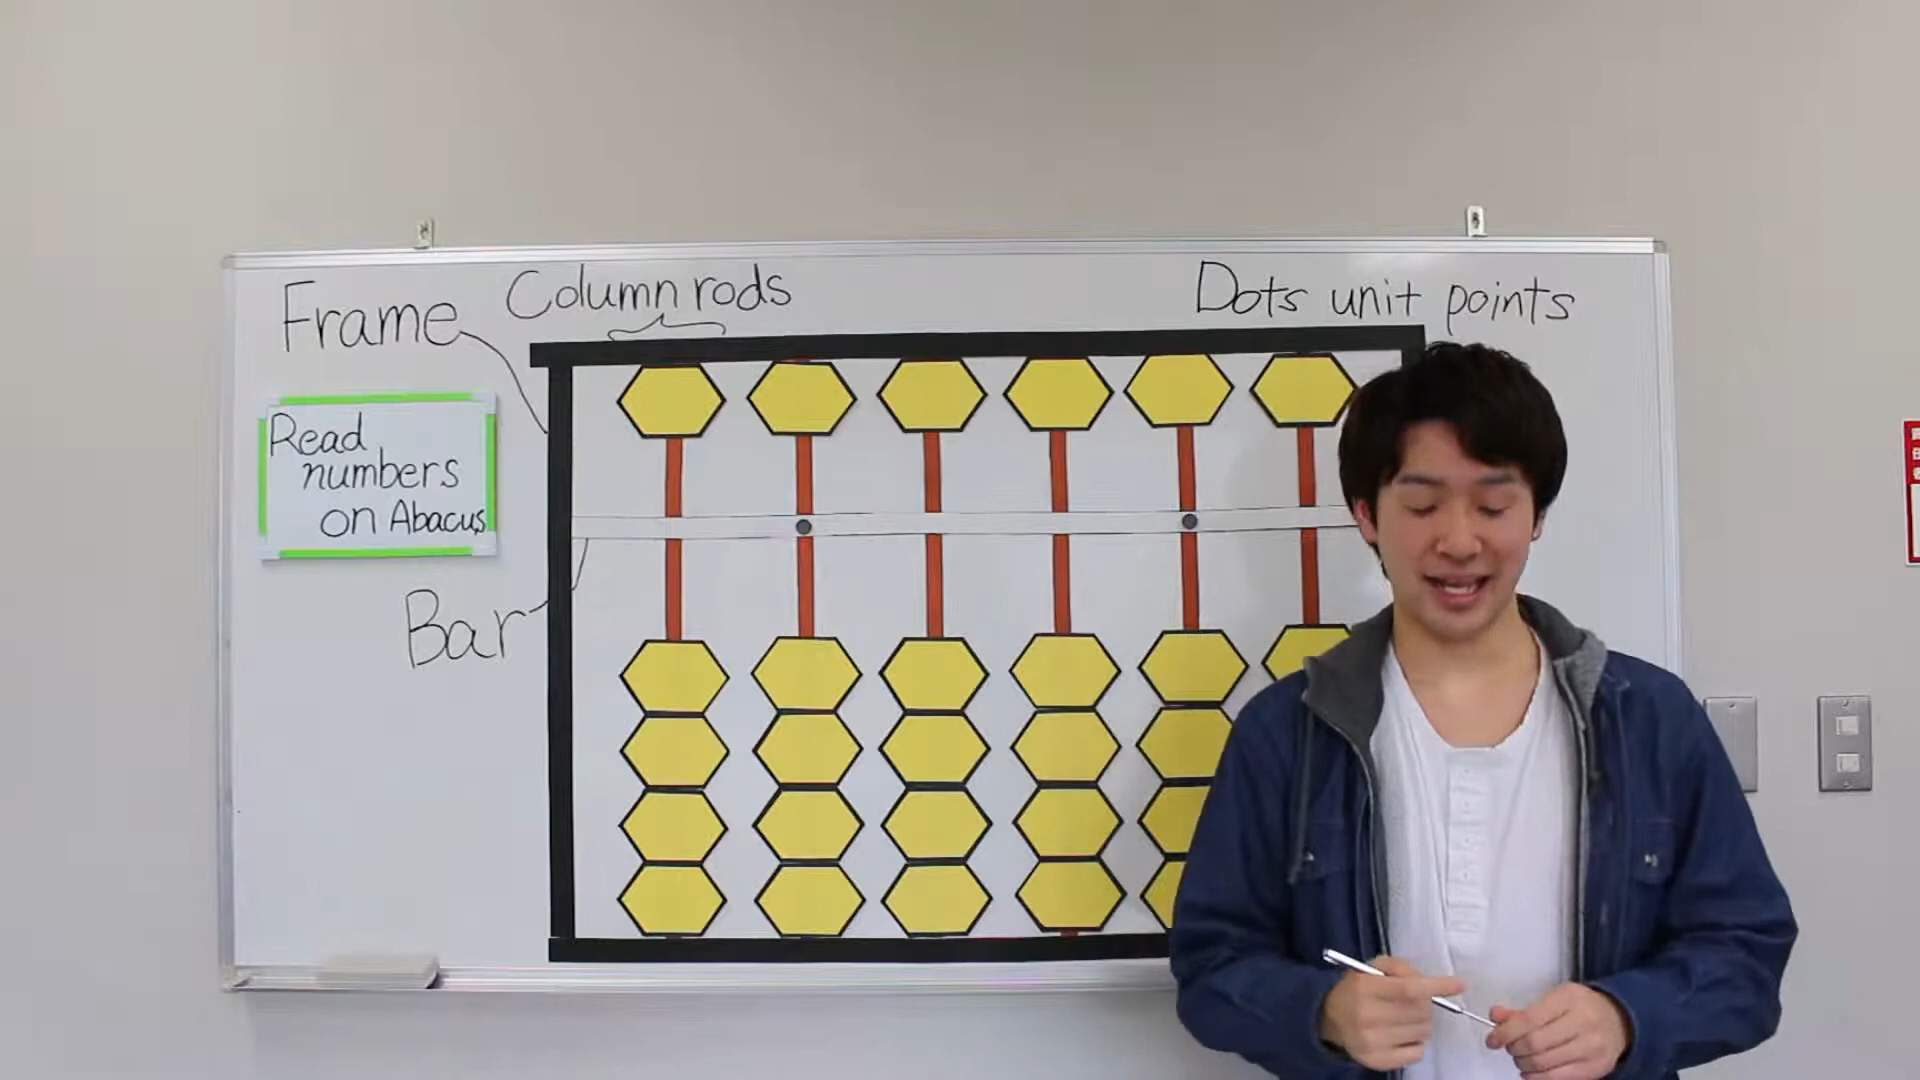 Frame
Column rods
Dots unit points
Read
numbers
on Abacus
Bar